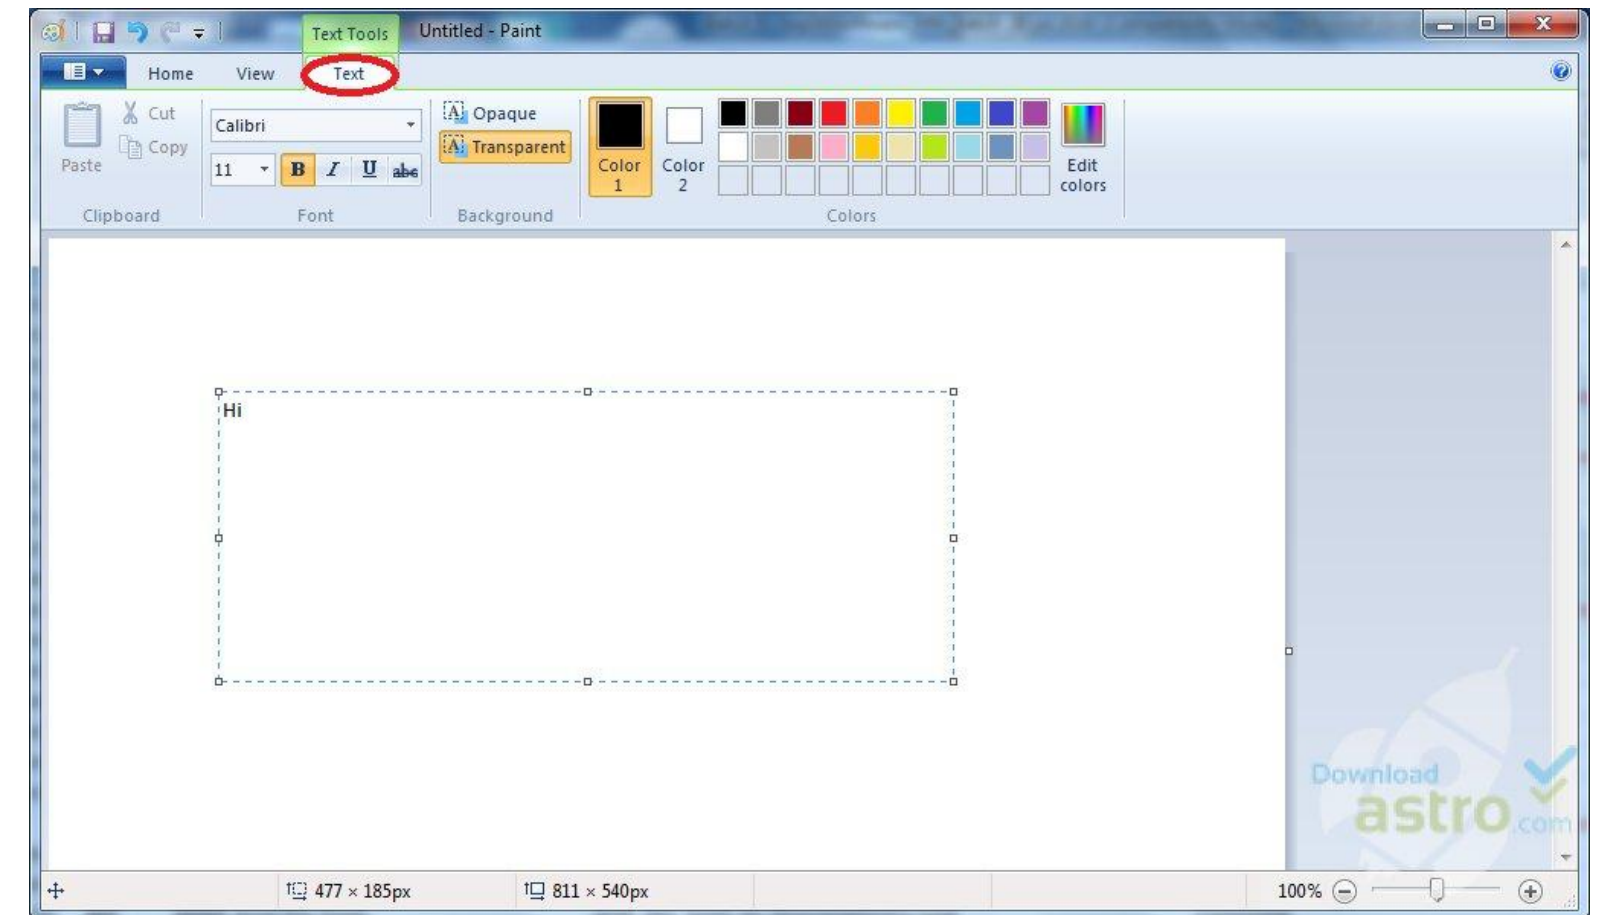 Text Tools Untitled - Paint
Home View Text
Cut
Copy
Paste
Clipboard
Calibri
11 B I U abc
Font
Opaque
Transparent
Background
Color 1
Color 2
Edit colors
Colors
Hi
Download
astro.com
477 × 185px 811 × 540px 100%